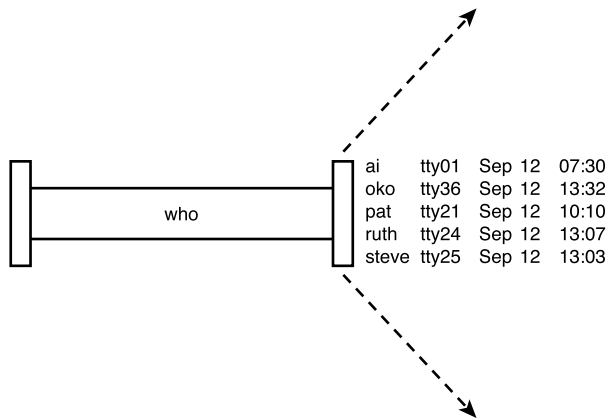 who
ai tty01 Sep 12 07:30
oko tty36 Sep 12 13:32
pat tty21 Sep 12 10:10
ruth tty24 Sep 12 13:07
steve tty25 Sep 12 13:03